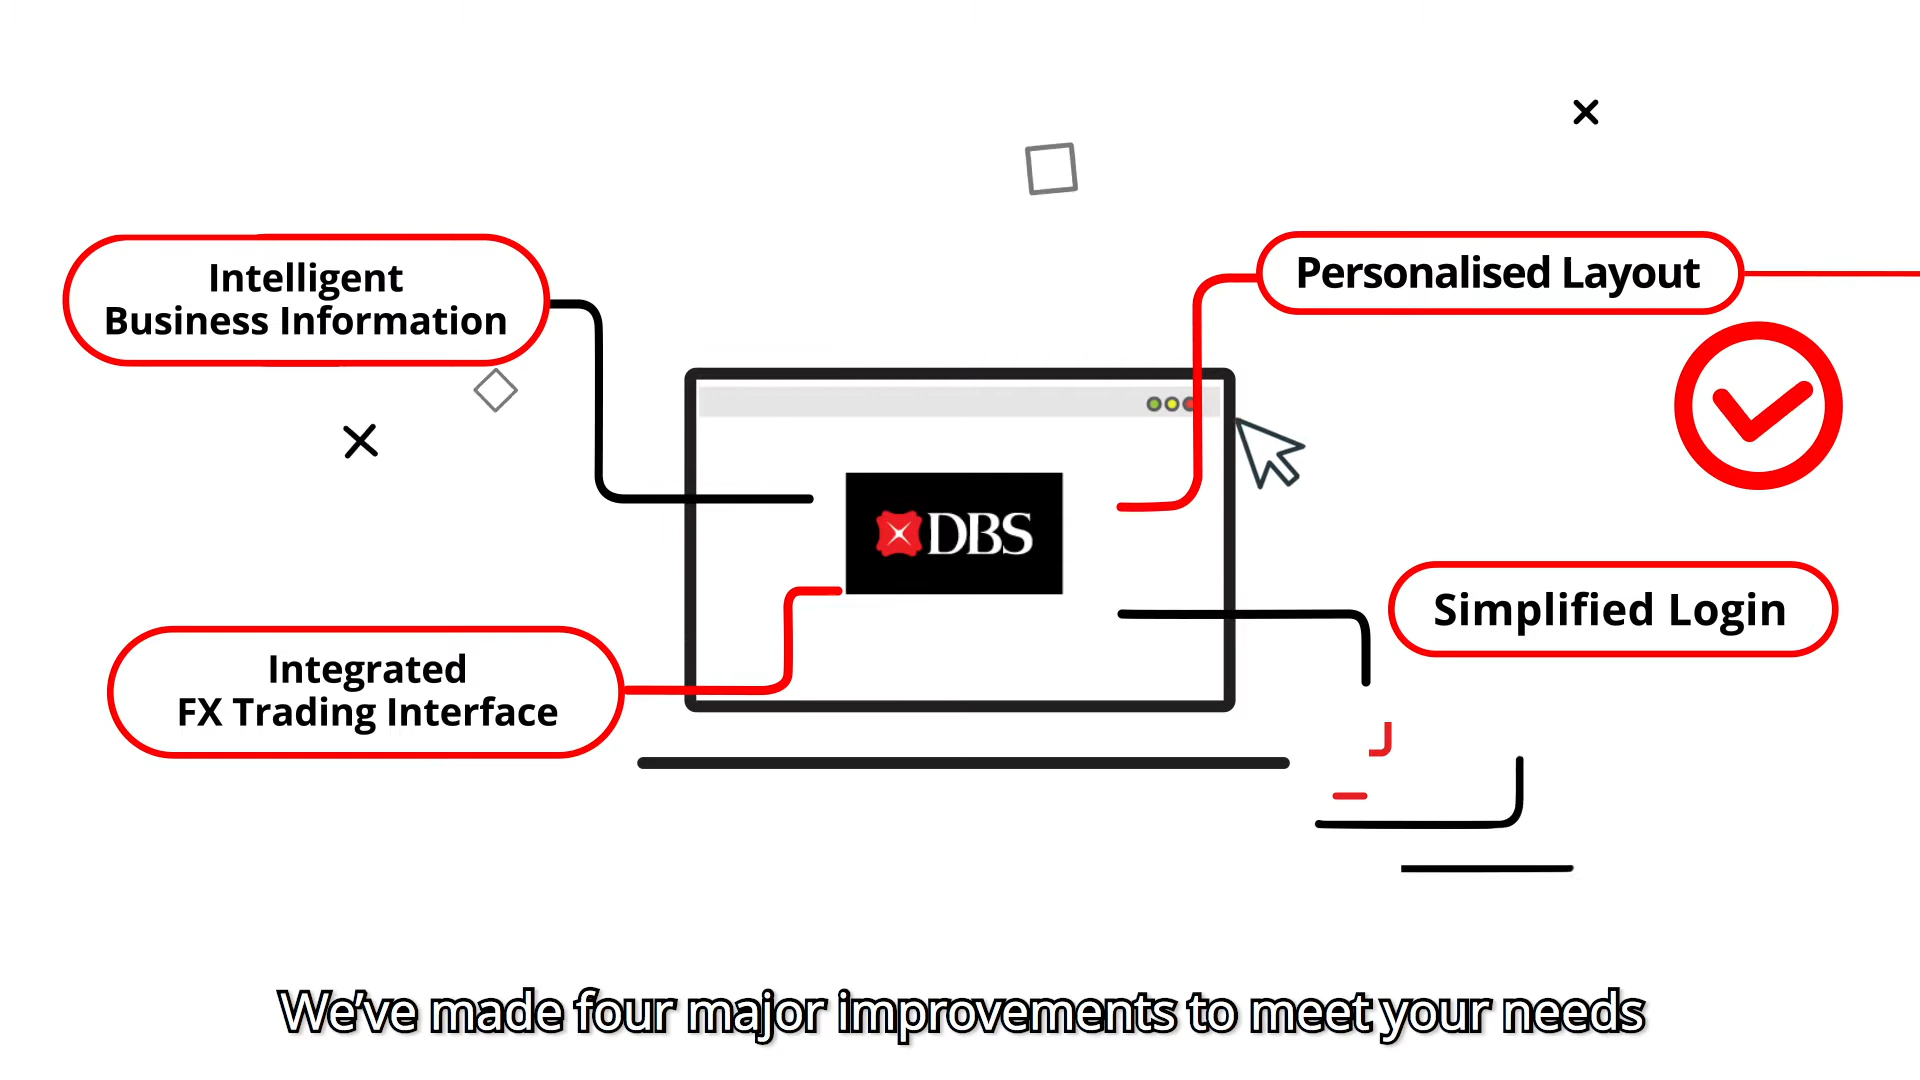 Intelligent
Business Information
Personalised Layout
DBS
Simplified Login
Integrated
FX Trading Interface
We've made four major improvements to meet your needs